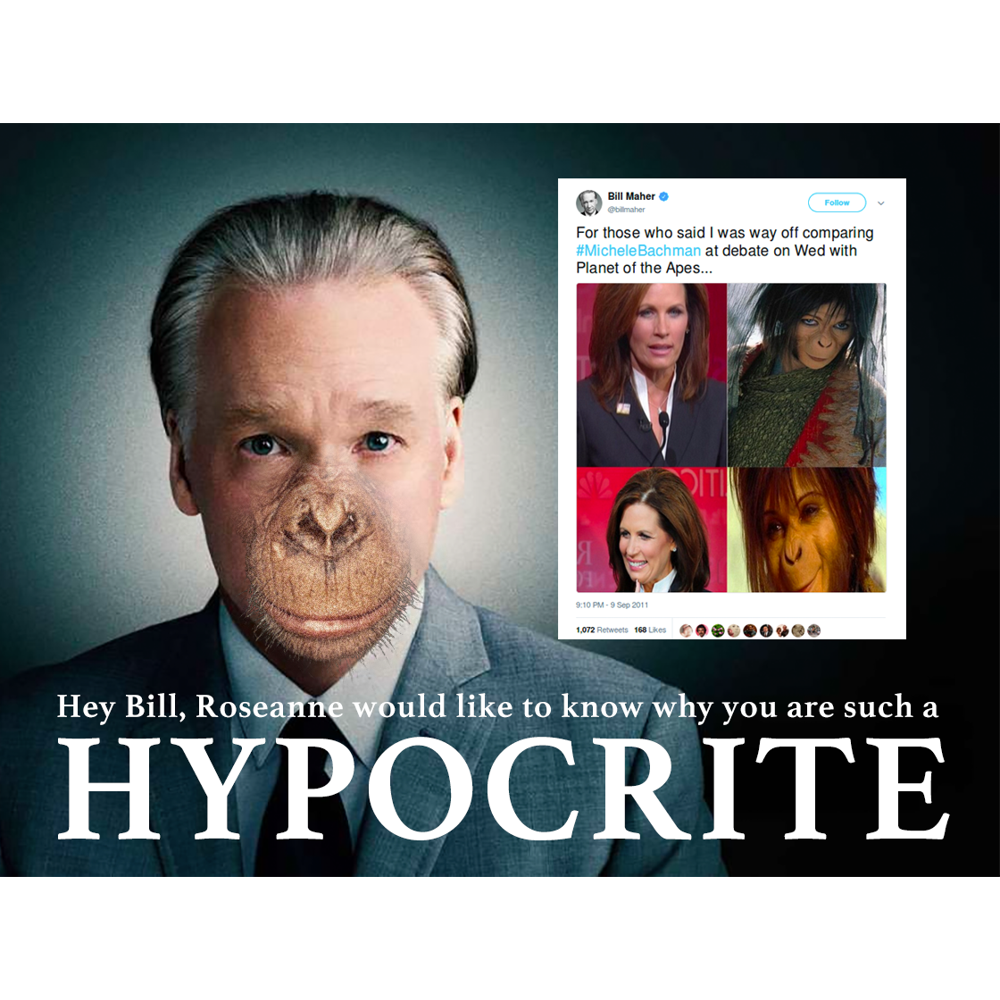 Bill Maher
@billmaher
Follow
For those who said I was way off comparing
#MicheleBachman at debate on Wed with
Planet of the Apes...
9:10 PM - 9 Sep 2011
1,072 Retweets 168 Likes
Hey Bill, Roseanne would like to know why you are such a
HYPOCRITE